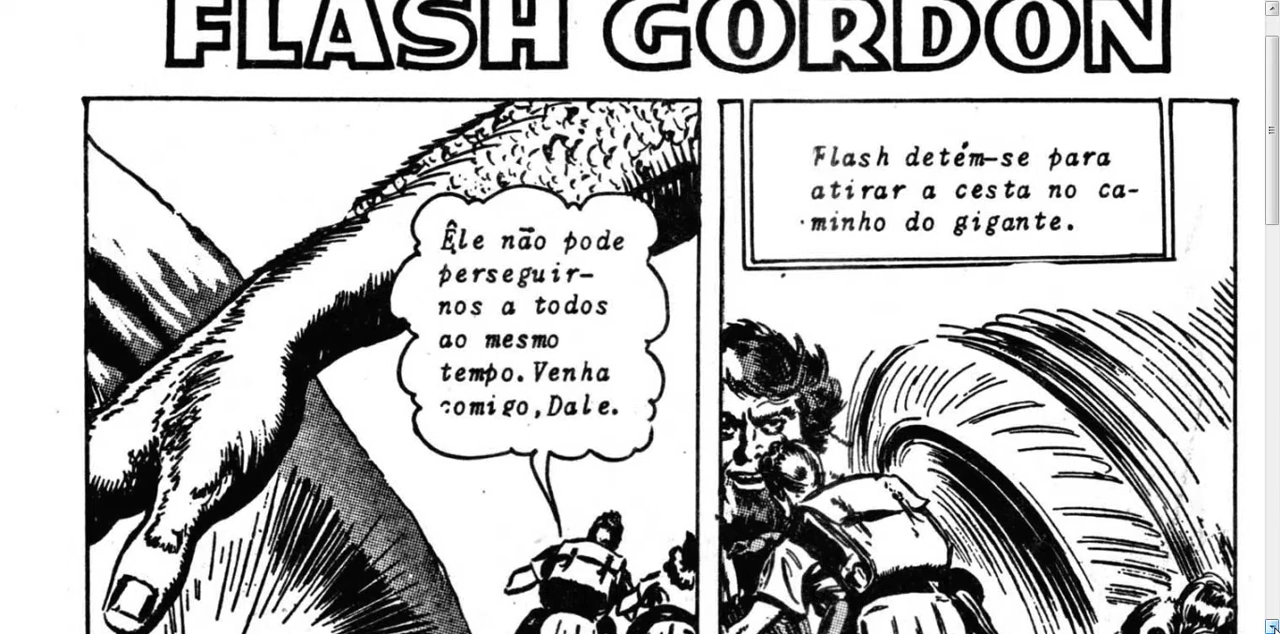 FLASH GORDON
Êle não pode
perseguir-
nos a todos
ao mesmo
tempo. Venha
comigo, Dale.
Flash detém-se para
atirar a cesta no ca-
minho do gigante.